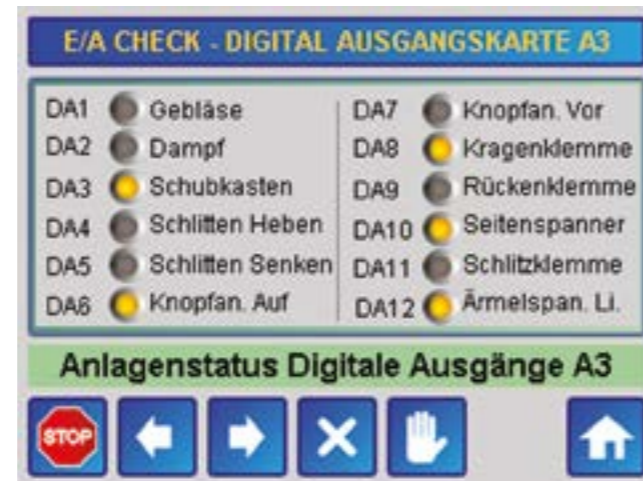 E/A CHECK - DIGITAL AUSGANGSKARTE A3
DA1 Gebläse
DA2 Dampf
DA3 Schubkasten
DA4 Schlitten Heben
DA5 Schlitten Senken
DA6 Knopfan. Auf
DA7 Knopfan. Vor
DA8 Kragenklemme
DA9 Rückenklemme
DA10 Seitenspanner
DA11 Schlitzklemme
DA12 Ärmelspan. Li.
Anlagenstatus Digitale Ausgänge A3
STOP